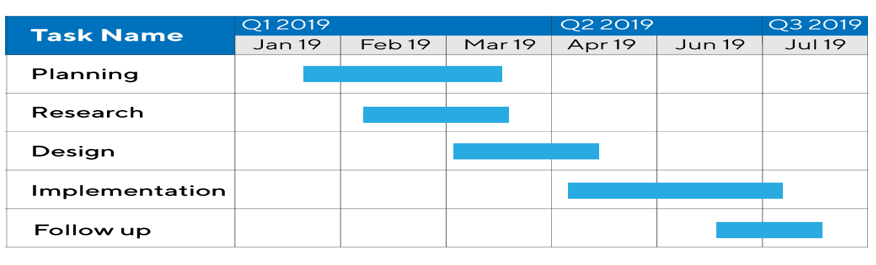 Task Name
Q1 2019 Q2 2019 Q3 2019
Jan 19 Feb 19 Mar 19 Apr 19 Jun 19 Jul 19
Planning
Research
Design
Implementation
Follow up